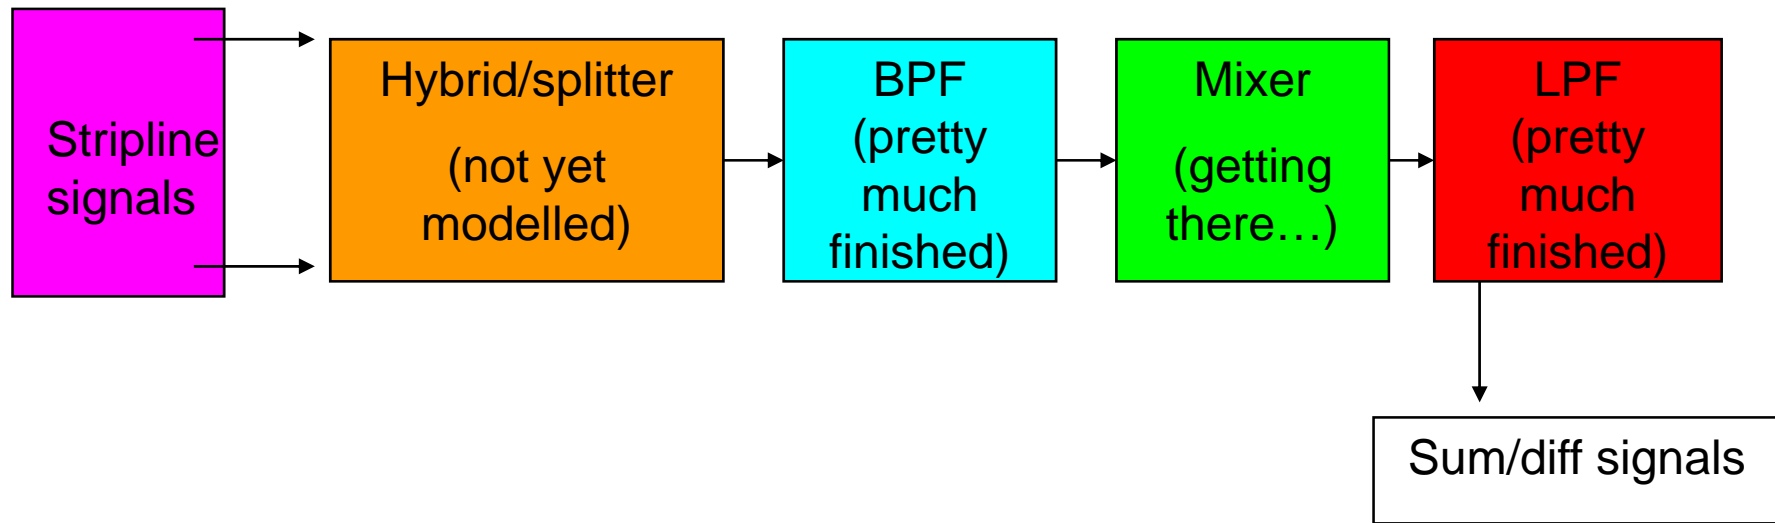 Stripline
signals
Hybrid/splitter
(not yet
modelled)
BPF
(pretty
much
finished)
Mixer
(getting
there…)
LPF
(pretty
much
finished)
Sum/diff signals